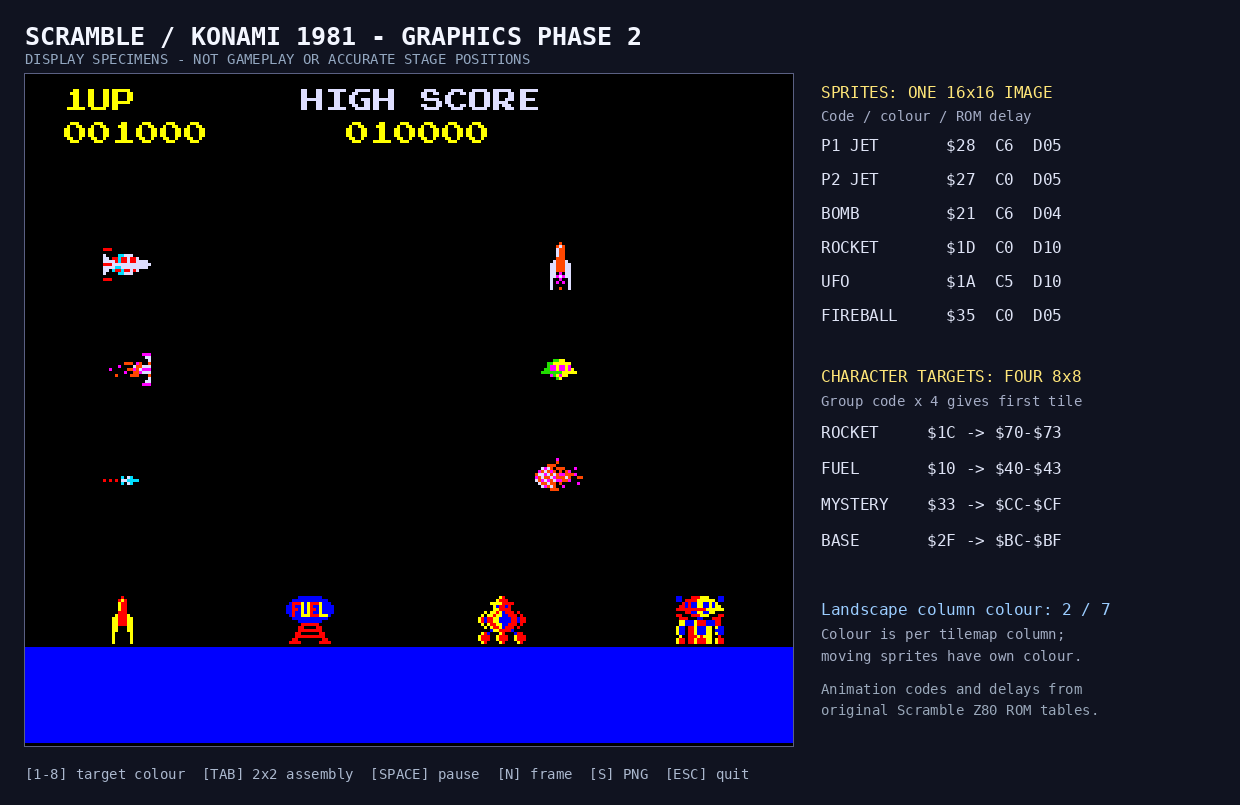 SCRAMBLE / KONAMI 1981 - GRAPHICS PHASE 2
DISPLAY SPECIMENS - NOT GAMEPLAY OR ACCURATE STAGE POSITIONS
1UP HIGH SCORE
001000 010000
SPRITES: ONE 16x16 IMAGE
Code / colour / ROM delay
P1 JET $28 C6 D05
P2 JET $27 C0 D05
BOMB $21 C6 D04
ROCKET $1D C0 D10
UFO $1A C5 D10
FIREBALL $35 C0 D05
CHARACTER TARGETS: FOUR 8x8
Group code x 4 gives first tile
ROCKET $1C -> $70-$73
FUEL $10 -> $40-$43
MYSTERY $33 -> $CC-$CF
BASE $2F -> $BC-$BF
Landscape column colour: 2 / 7
Colour is per tilemap column;
moving sprites have own colour.
Animation codes and delays from
original Scramble Z80 ROM tables.
[1-8] target colour [TAB] 2x2 assembly [SPACE] pause [N] frame [S] PNG [ESC] quit